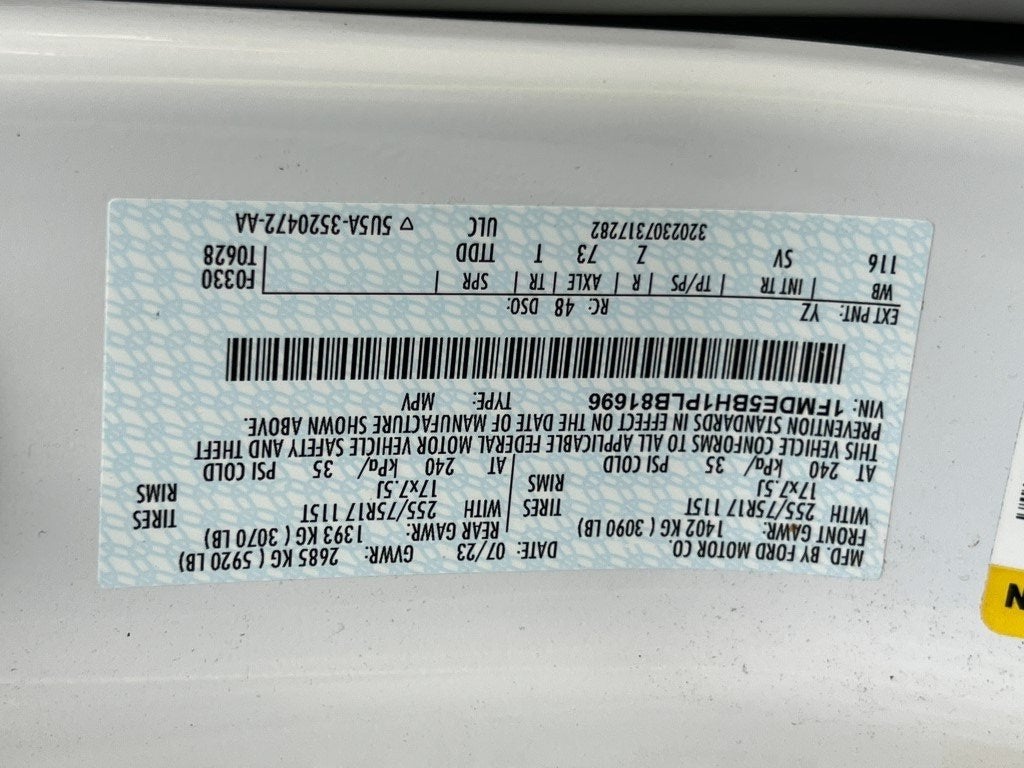 MFD. BY FORD MOTOR CO. DATE: 07/23 GVWR: 2685 KG ( 5920 LB)
FRONT GAWR: 1402 KG ( 3090 LB) REAR GAWR: 1393 KG ( 3070 LB)
WITH 255/75R17 115T TIRES WITH 255/75R17 115T TIRES
17x7.5J RIMS 17x7.5J RIMS
AT 240 kPa/ 35 PSI COLD AT 240 kPa/ 35 PSI COLD
THIS VEHICLE CONFORMS TO ALL APPLICABLE FEDERAL MOTOR VEHICLE SAFETY AND THEFT
PREVENTION STANDARDS IN EFFECT ON THE DATE OF MANUFACTURE SHOWN ABOVE.
VIN: 1FMDE5BH1PLB81696 TYPE: MPV
EXT PNT: YZ RC: 48 DSO:
WB | INT TR | TP/PS | R | AXLE | TR | SPR | F0330
116 SV Z 73 T TTDD T0628
3202307317282 ULC ▽ 5U5A-3520472-AA
N